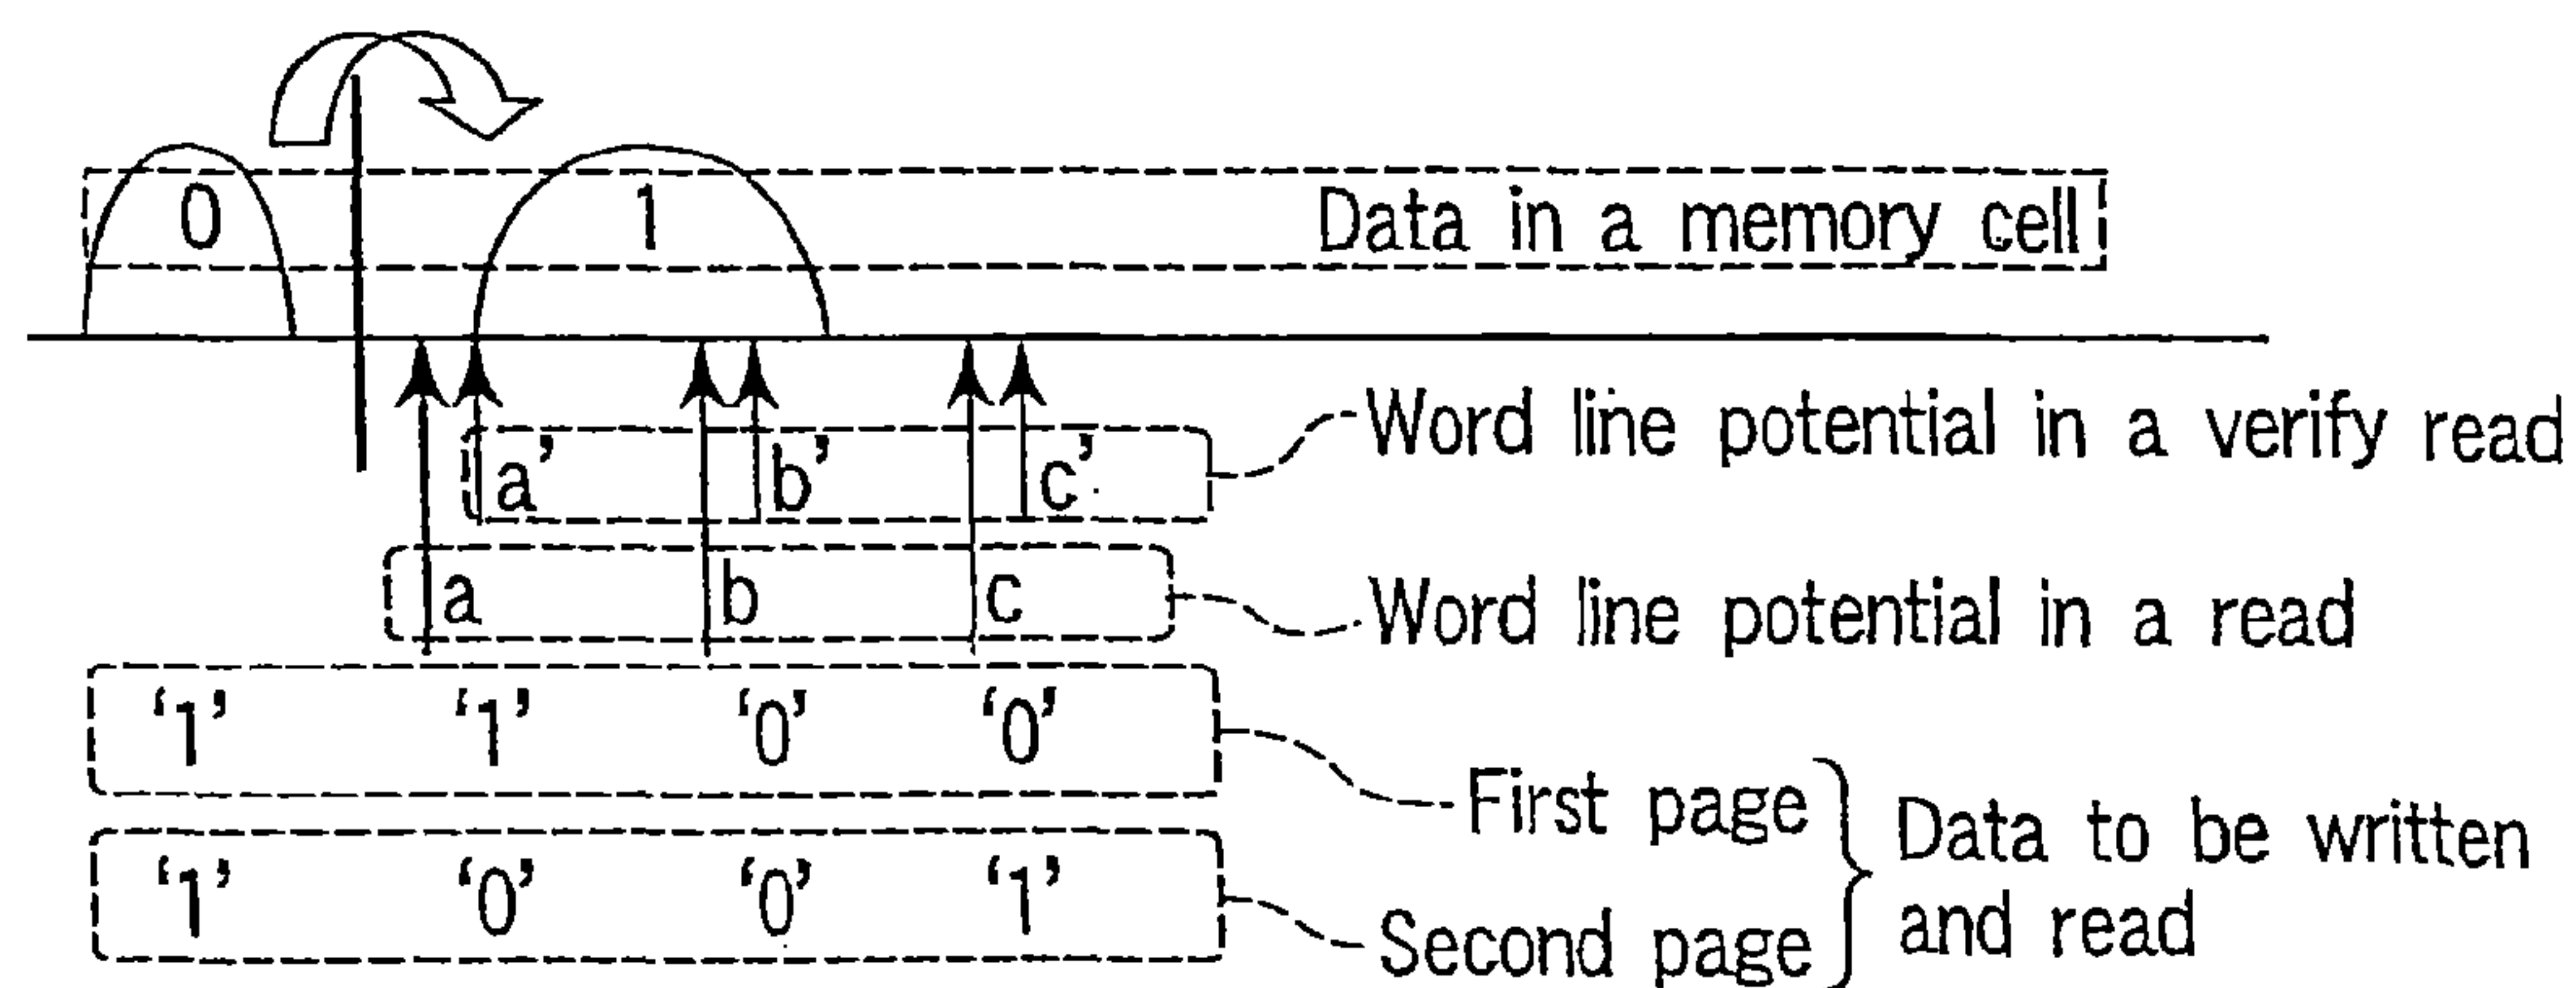 0 1 Data in a memory cell
a' b' c' Word line potential in a verify read
a b c Word line potential in a read
'1' '1' '0' '0' First page
'1' '0' '0' '1' Second page
Data to be written
and read